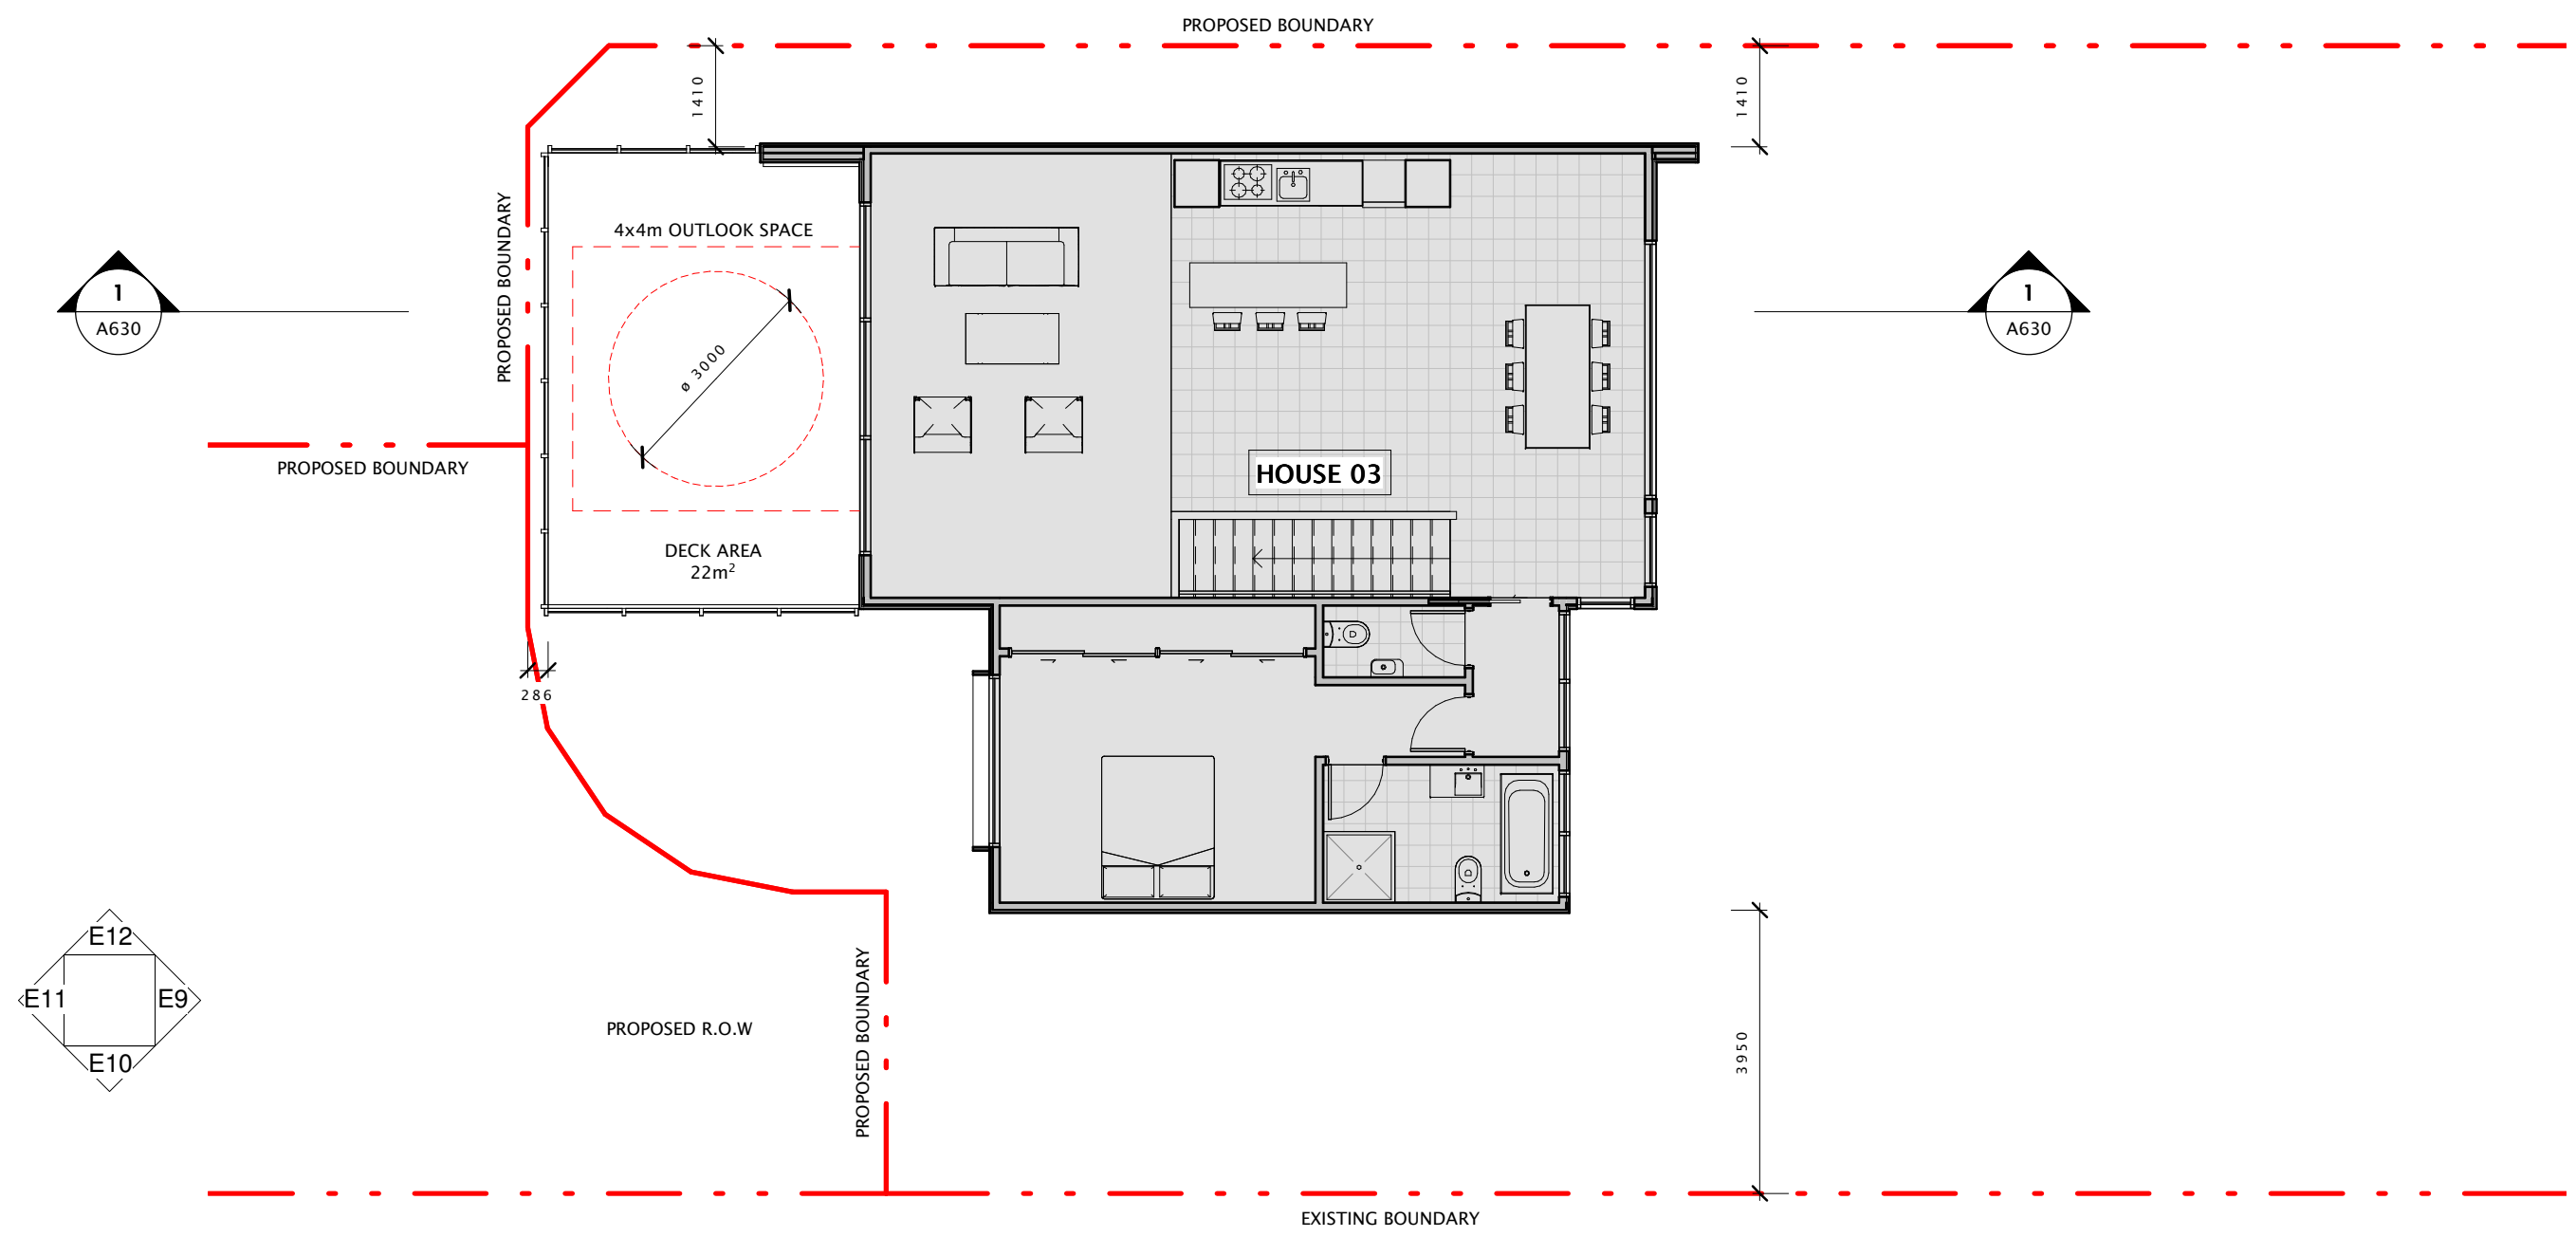 PROPOSED BOUNDARY
1410
1410
PROPOSED BOUNDARY
4x4m OUTLOOK SPACE
1
A630
1
A630
ø 3000
PROPOSED BOUNDARY
HOUSE 03
DECK AREA
22m²
286
E12
E11
E9
E10
PROPOSED R.O.W
PROPOSED BOUNDARY
3950
EXISTING BOUNDARY